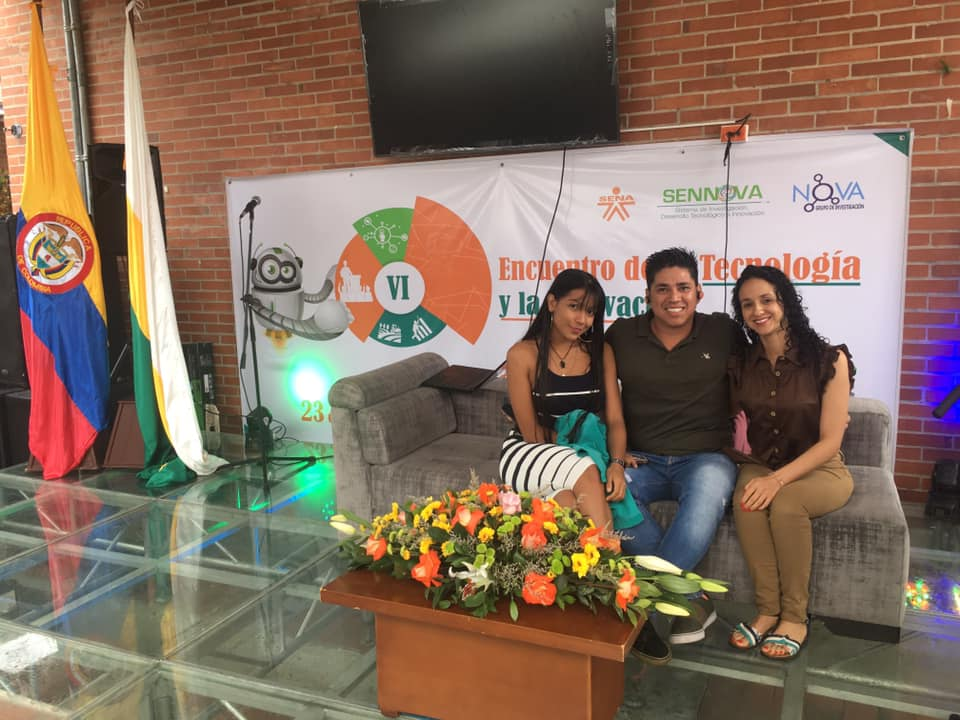 REPUBLICA
DE COLOMBIA
SENA
SENNOVA
Sistema de Investigación,
Desarrollo Tecnológico e Innovación
NOVA
GRUPO DE INVESTIGACIÓN
VI
Encuentro de Tecnología
y la
23